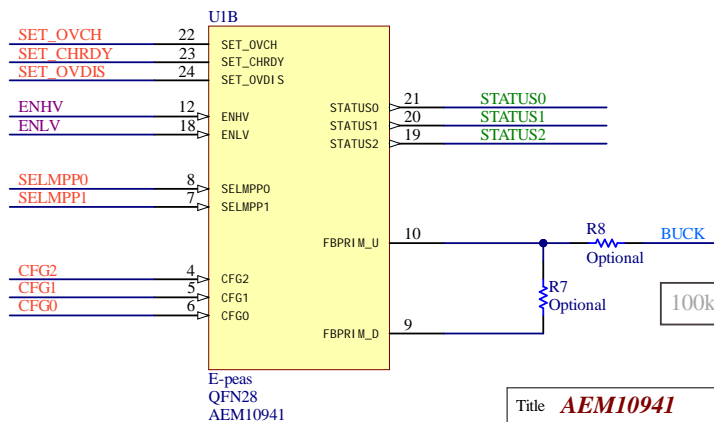 U1B
SET_OVCH 22 SET_OVCH
SET_CHRDY 23 SET_CHRDY
SET_OVDIS 24 SET_OVDIS
ENHV 12 ENHV
ENLV 18 ENLV
STATUS0 21 STATUS0
STATUS1 20 STATUS1
STATUS2 19 STATUS2
SELMPP0 8 SELMPP0
SELMPP1 7 SELMPP1
FBPRIM_U 10 R8 BUCK
Optional
CFG2 4 CFG2
CFG1 5 CFG1
CFG0 6 CFG0
R7
Optional
100k
FBPRIM_D 9
E-peas
QFN28
AEM10941
Title AEM10941